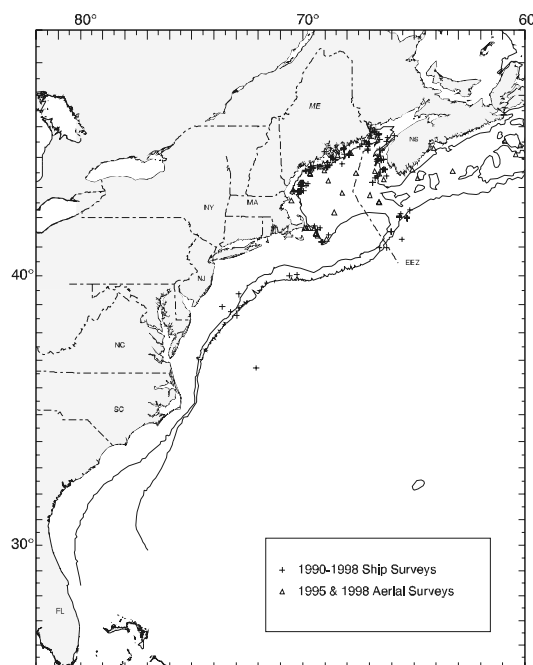 80° 70° 60
ME
NS
NY MA
EEZ
NJ
40°
NC
SC
30°
+ 1990-1998 Ship Surveys
△ 1995 & 1998 Aerial Surveys
FL